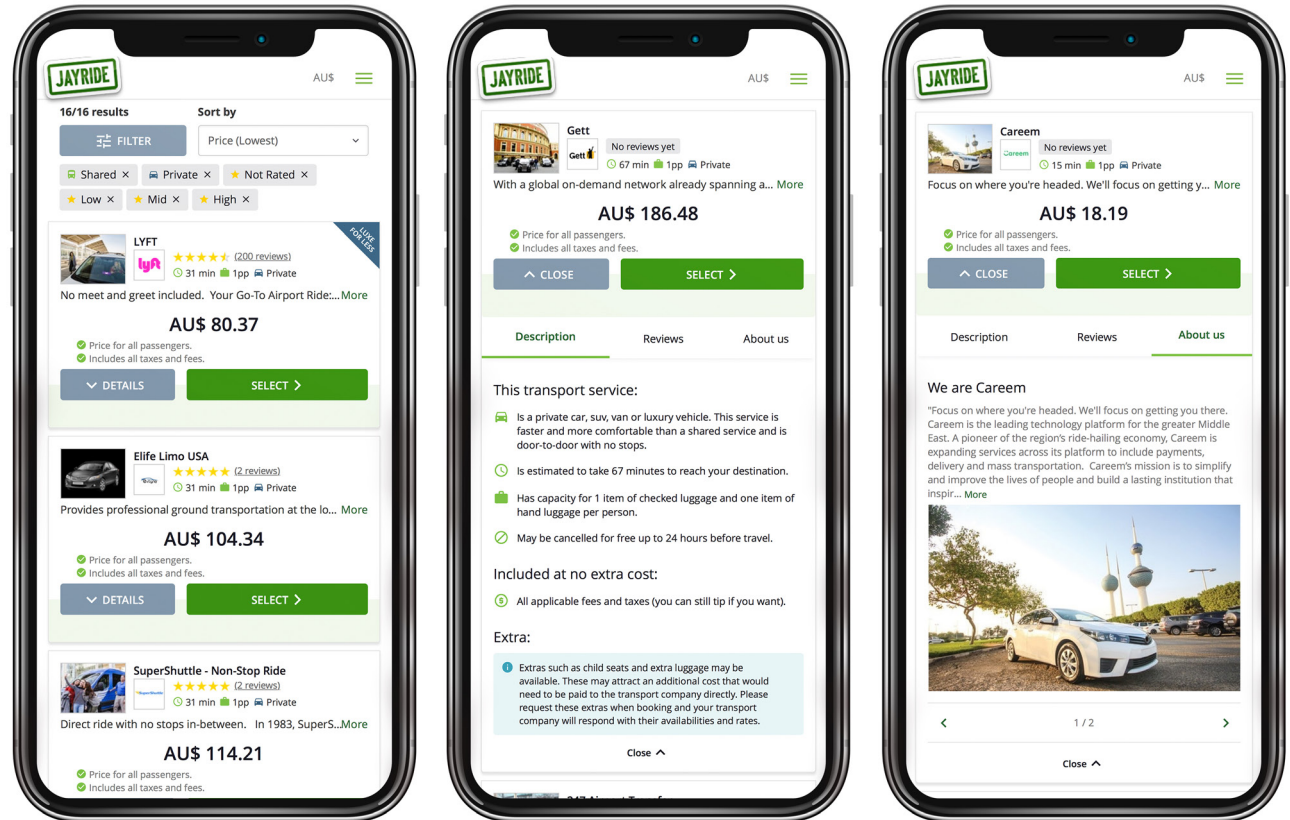 JAYRIDE
AU$
16/16 results
Sort by
FILTER
Price (Lowest)
Shared ×
Private ×
Not Rated ×
Low ×
Mid ×
High ×
LUXE
FOR LESS
LYFT
lyft
(200 reviews)
31 min 1pp Private
No meet and greet included. Your Go-To Airport Ride:... More
AU$ 80.37
Price for all passengers.
Includes all taxes and fees.
DETAILS
SELECT
Elife Limo USA
(2 reviews)
31 min 1pp Private
Provides professional ground transportation at the lo... More
AU$ 104.34
Price for all passengers.
Includes all taxes and fees.
DETAILS
SELECT
SuperShuttle - Non-Stop Ride
SuperShuttle
(2 reviews)
31 min 1pp Private
Direct ride with no stops in-between. In 1983, SuperS...More
AU$ 114.21
Price for all passengers.
Includes all taxes and fees.
JAYRIDE
AU$
Gett
Gett
No reviews yet
67 min 1pp Private
With a global on-demand network already spanning a... More
AU$ 186.48
Price for all passengers.
Includes all taxes and fees.
CLOSE
SELECT
Description
Reviews
About us
This transport service:
Is a private car, suv, van or luxury vehicle. This service is
faster and more comfortable than a shared service and is
door-to-door with no stops.
Is estimated to take 67 minutes to reach your destination.
Has capacity for 1 item of checked luggage and one item of
hand luggage per person.
May be cancelled for free up to 24 hours before travel.
Included at no extra cost:
All applicable fees and taxes (you can still tip if you want).
Extra:
Extras such as child seats and extra luggage may be
available. These may attract an additional cost that would
need to be paid to the transport company directly. Please
request these extras when booking and your transport
company will respond with their availabilities and rates.
Close
JAYRIDE
AU$
Careem
Careem
No reviews yet
15 min 1pp Private
Focus on where you're headed. We'll focus on getting y... More
AU$ 18.19
Price for all passengers.
Includes all taxes and fees.
CLOSE
SELECT
Description
Reviews
About us
We are Careem
"Focus on where you're headed. We'll focus on getting you there.
Careem is the leading technology platform for the greater Middle
East. A pioneer of the region's ride-hailing economy, Careem is
expanding services across its platform to include payments,
delivery and mass transportation. Careem's mission is to simplify
and improve the lives of people and build a lasting institution that
inspir... More
1 / 2
Close